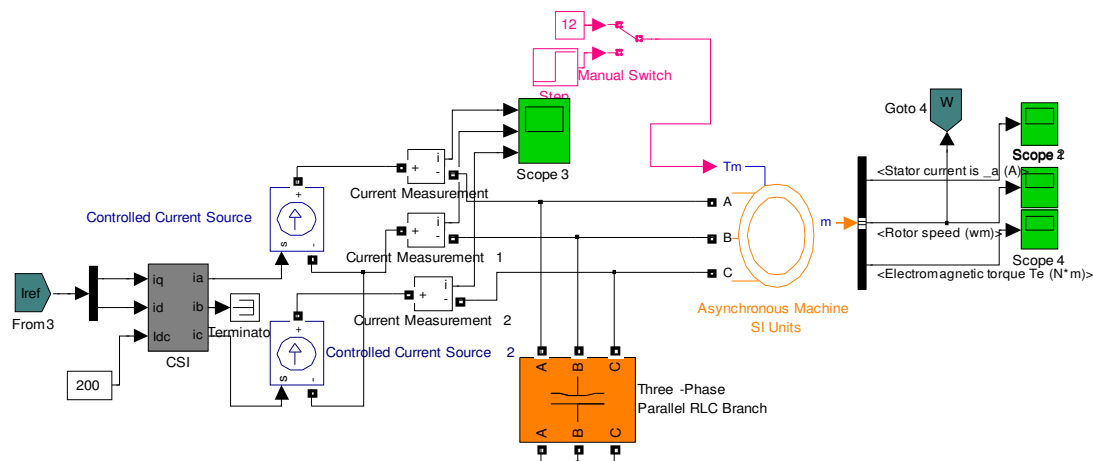 12
Manual Switch
Step
Goto 4
W
Scope 3
i
+
-
Current Measurement
Tm
<Stator current is _a (A)>
Controlled Current Source
+
s
-
i
+
-
Current Measurement 1
A
B
C
m
<Rotor speed (wm)>
Scope 4
<Electromagnetic torque Te (N*m)>
Iref
From3
iq
id
Idc
ia
ib
ic
CSI
Terminato
i
+
-
Current Measurement 2
Asynchronous Machine
SI Units
200
+
s
-
Controlled Current Source 2
A
B
C
Three -Phase
Parallel RLC Branch
A
B
C